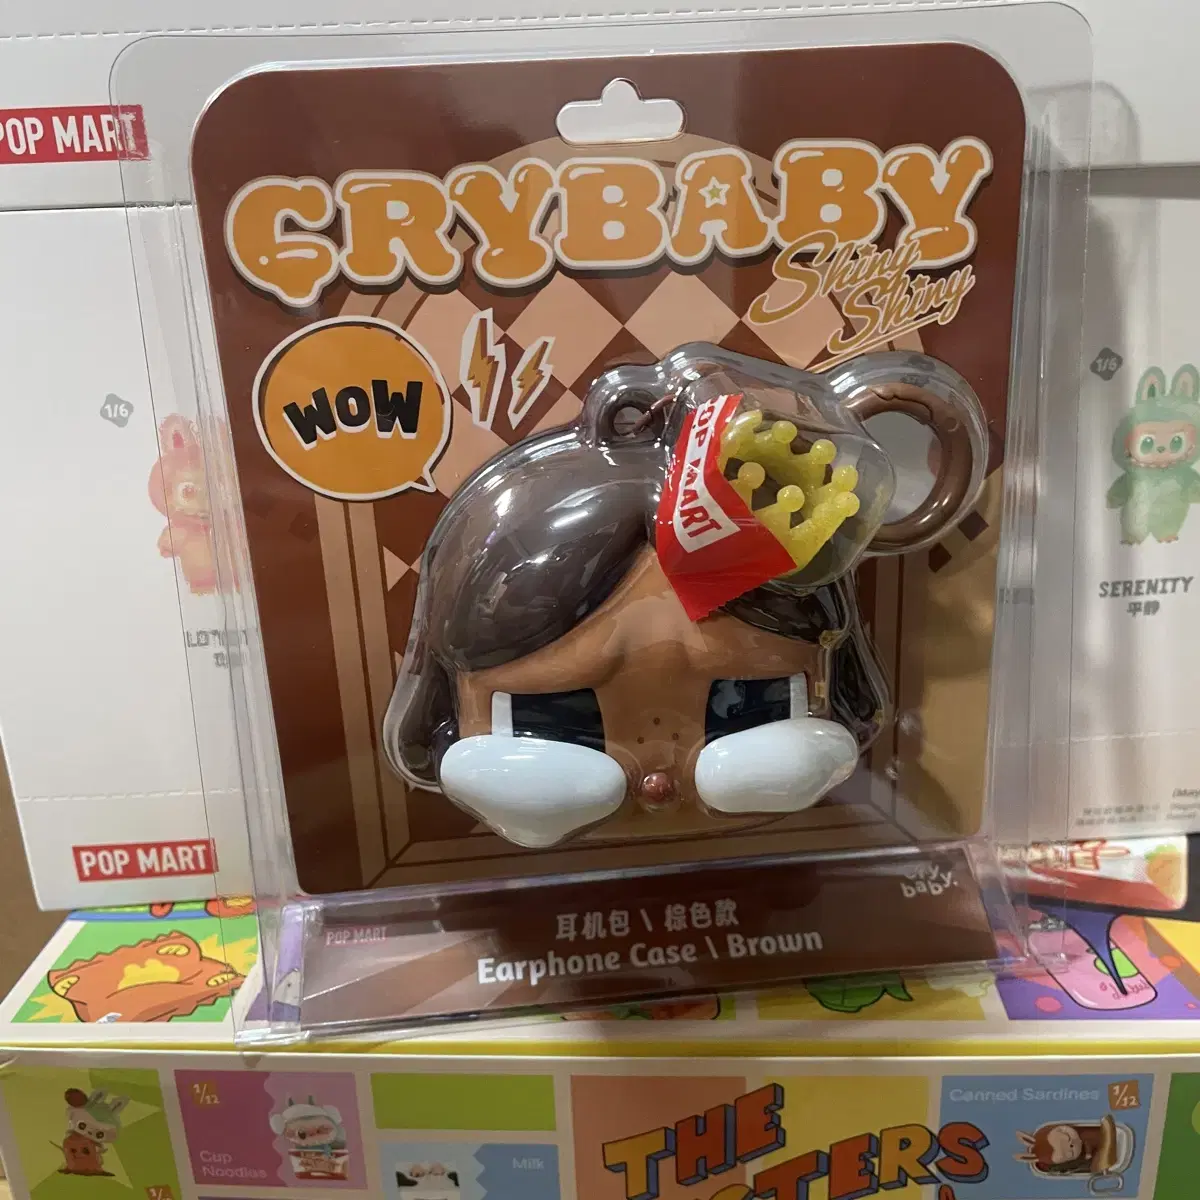 POP MART
CRYBABY
Shiny
Shiny
WOW
POP MART
1/6
1/6
SERENITY
平静
POP MART
cry
baby.
POP MART
耳机包 \ 棕色款
Earphone Case \ Brown
1/12
Cup
Noodles
Milk
THE
Canned Sardines
1/12